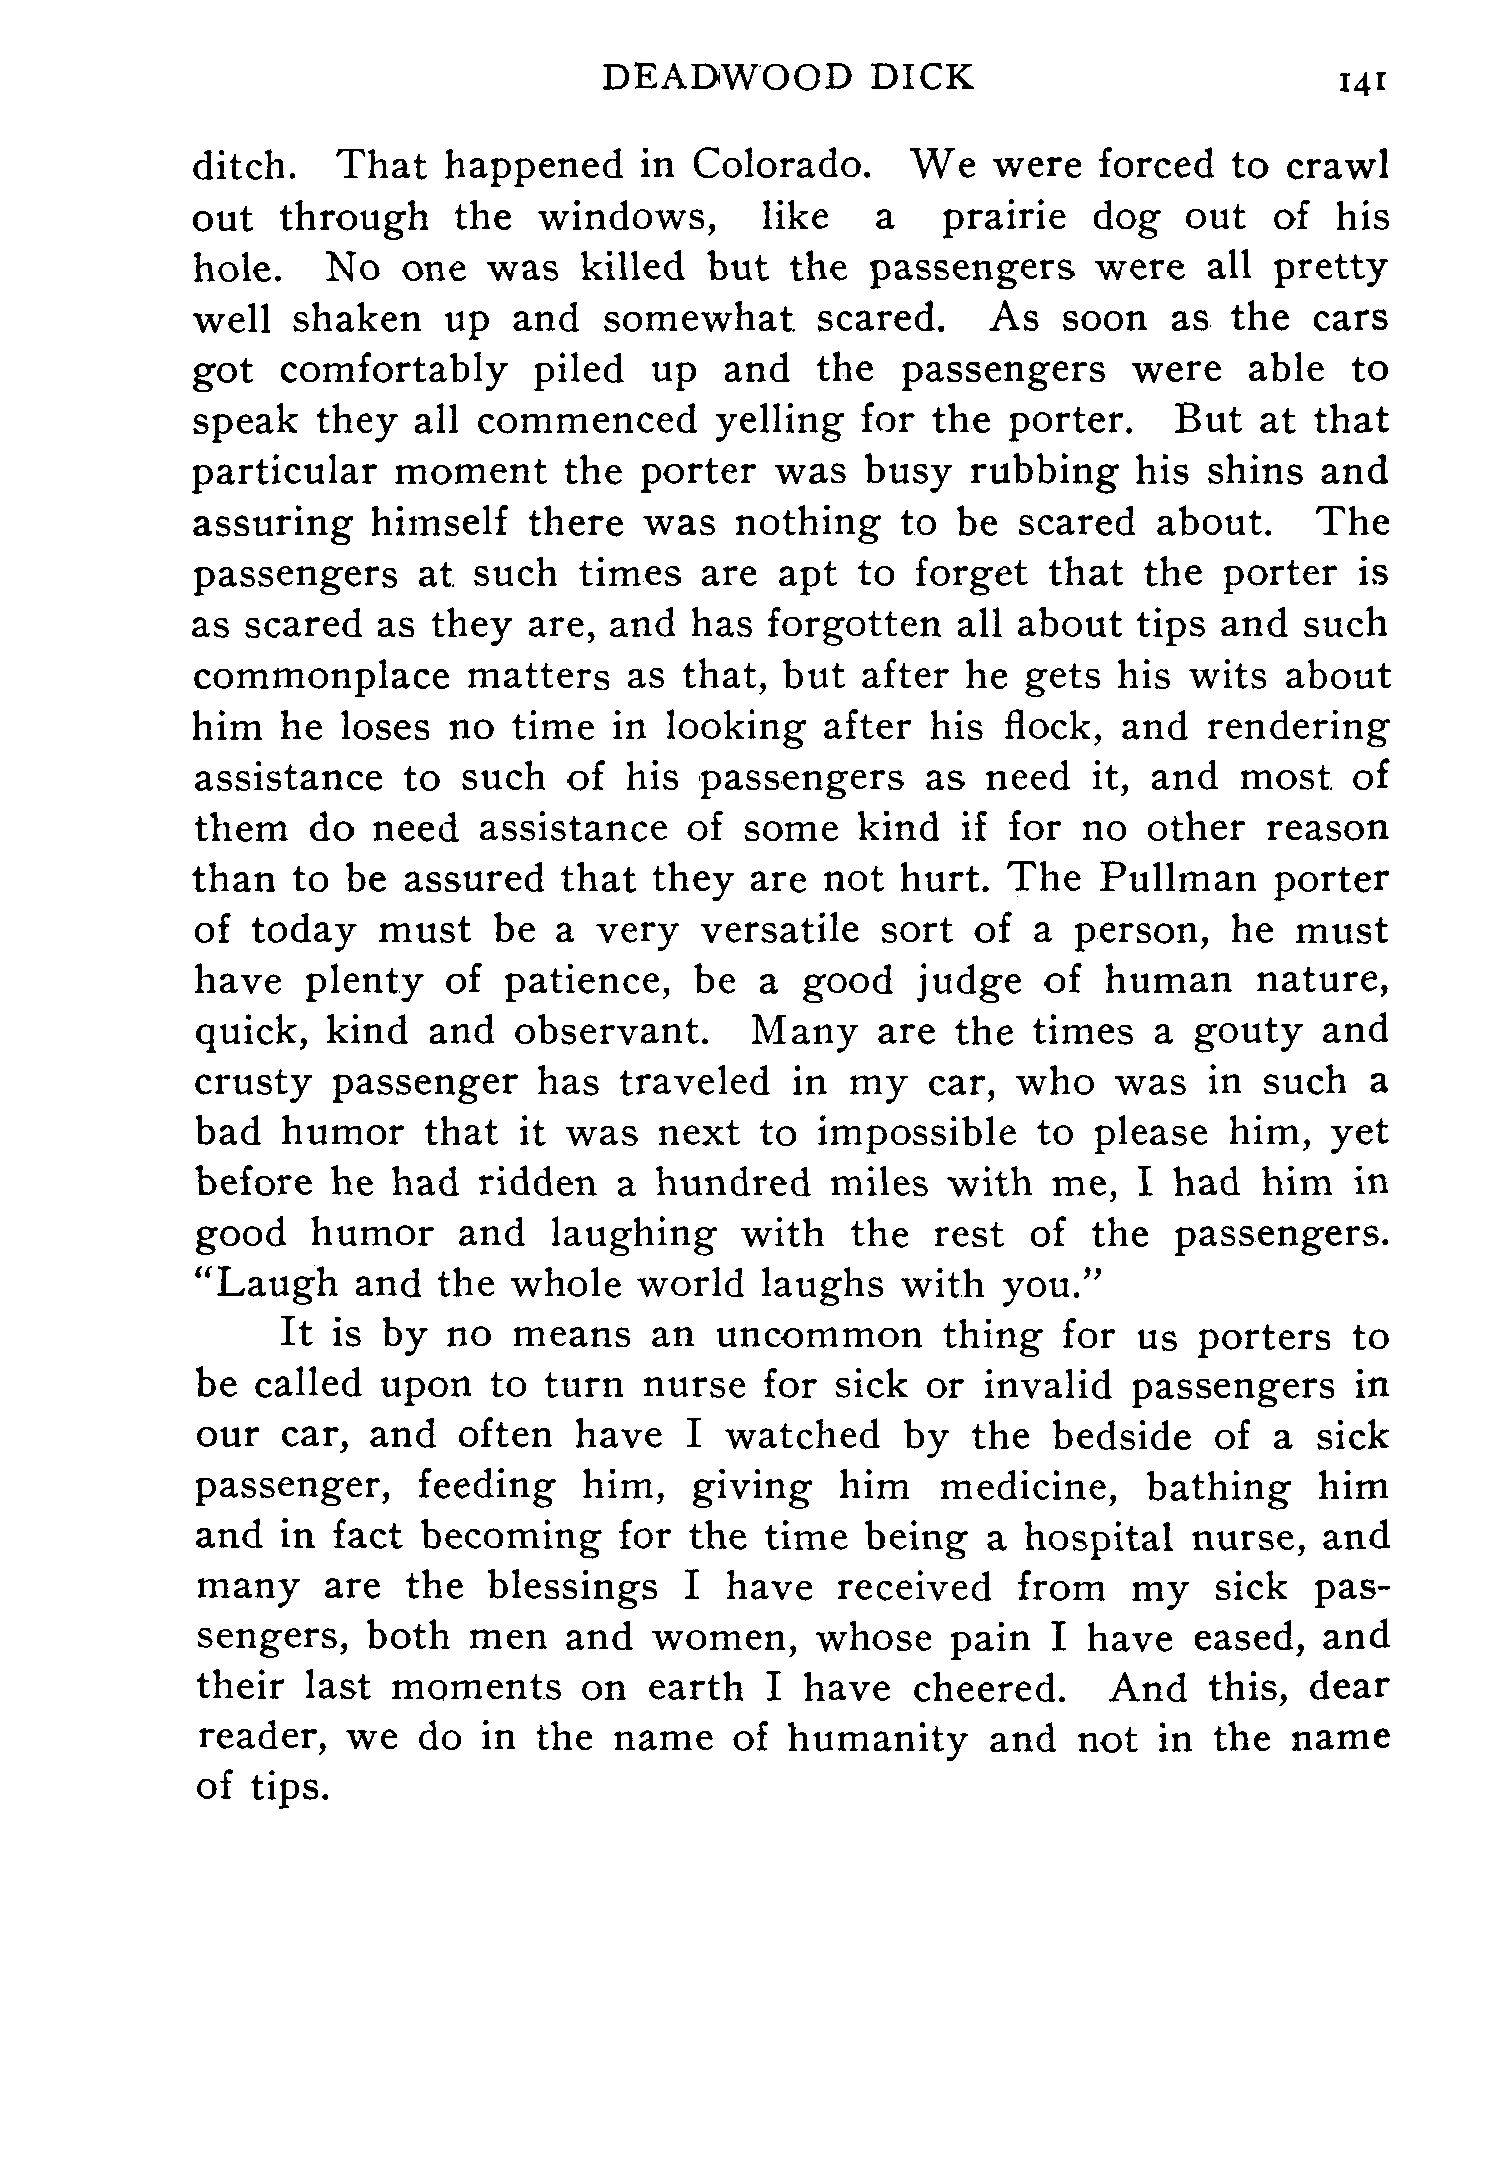 DEADWOOD DICK 141
ditch. That happened in Colorado. We were forced to crawl
out through the windows, like a prairie dog out of his
hole. No one was killed but the passengers were all pretty
well shaken up and somewhat scared. As soon as the cars
got comfortably piled up and the passengers were able to
speak they all commenced yelling for the porter. But at that
particular moment the porter was busy rubbing his shins and
assuring himself there was nothing to be scared about. The
passengers at such times are apt to forget that the porter is
as scared as they are, and has forgotten all about tips and such
commonplace matters as that, but after he gets his wits about
him he loses no time in looking after his flock, and rendering
assistance to such of his passengers as need it, and most of
them do need assistance of some kind if for no other reason
than to be assured that they are not hurt. The Pullman porter
of today must be a very versatile sort of a person, he must
have plenty of patience, be a good judge of human nature,
quick, kind and observant. Many are the times a gouty and
crusty passenger has traveled in my car, who was in such a
bad humor that it was next to impossible to please him, yet
before he had ridden a hundred miles with me, I had him in
good humor and laughing with the rest of the passengers.
"Laugh and the whole world laughs with you."
It is by no means an uncommon thing for us porters to
be called upon to turn nurse for sick or invalid passengers in
our car, and often have I watched by the bedside of a sick
passenger, feeding him, giving him medicine, bathing him
and in fact becoming for the time being a hospital nurse, and
many are the blessings I have received from my sick pas-
sengers, both men and women, whose pain I have eased, and
their last moments on earth I have cheered. And this, dear
reader, we do in the name of humanity and not in the name
of tips.